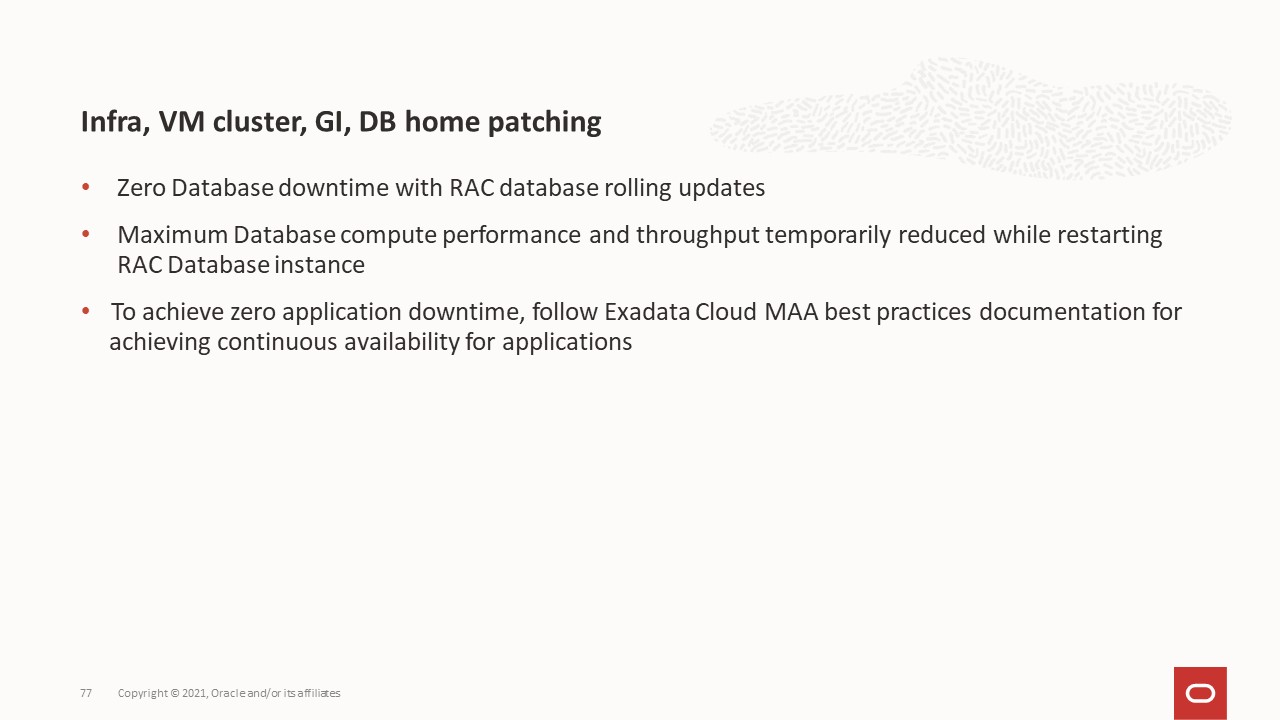 Infra, VM cluster, GI, DB home patching
• Zero Database downtime with RAC database rolling updates
• Maximum Database compute performance and throughput temporarily reduced while restarting
RAC Database instance
• To achieve zero application downtime, follow Exadata Cloud MAA best practices documentation for
achieving continuous availability for applications
77 Copyright © 2021, Oracle and/or its affiliates